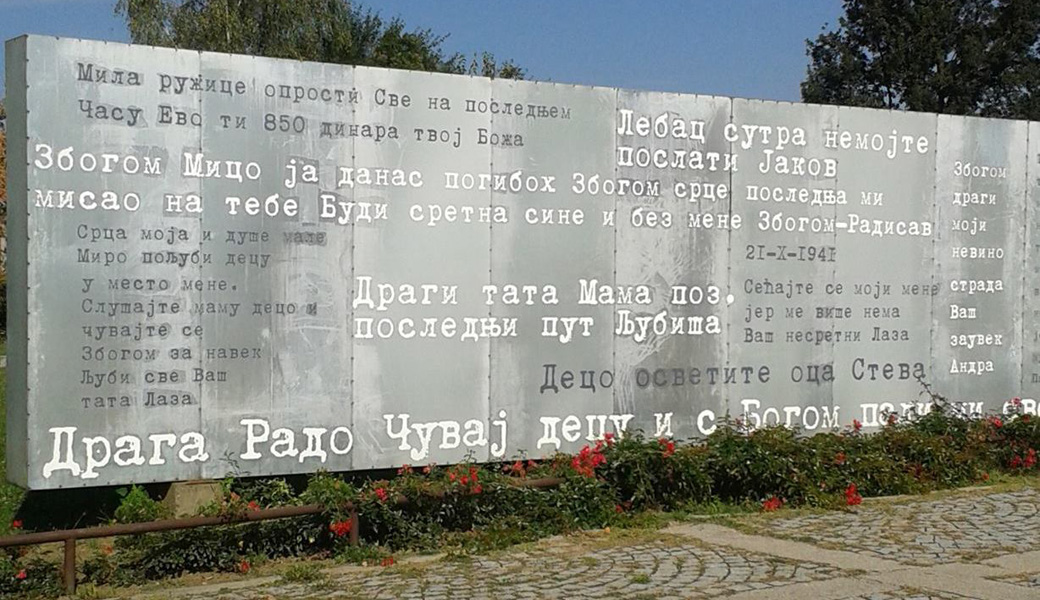 Мила ружице опрости Све на последњем
Часу Ево ти 850 динара твој Божа
Лебац сутра немојте
послати Јаков
Збогом Мицо ја данас погибох Збогом срце последња ми
мисао на тебе Буди сретна сине и без мене Збогом-Радисав
21-X-1941
Срца моја и душе мале
Миро пољуби децу
у место мене.
Слушајте маму децо и
чувајте се
Збогом за навек
Љуби све Ваш
тата Лаза
Драги тата Мама поз.
последњи пут Љубиша
Сећајте се моји мене
јер ме више нема
Ваш несретни Лаза
Децо осветите оца Стева
Збогом
драги
моји
невино
страда
Ваш
заувек
Андра
Драга Радо Чувај децу и с Богом